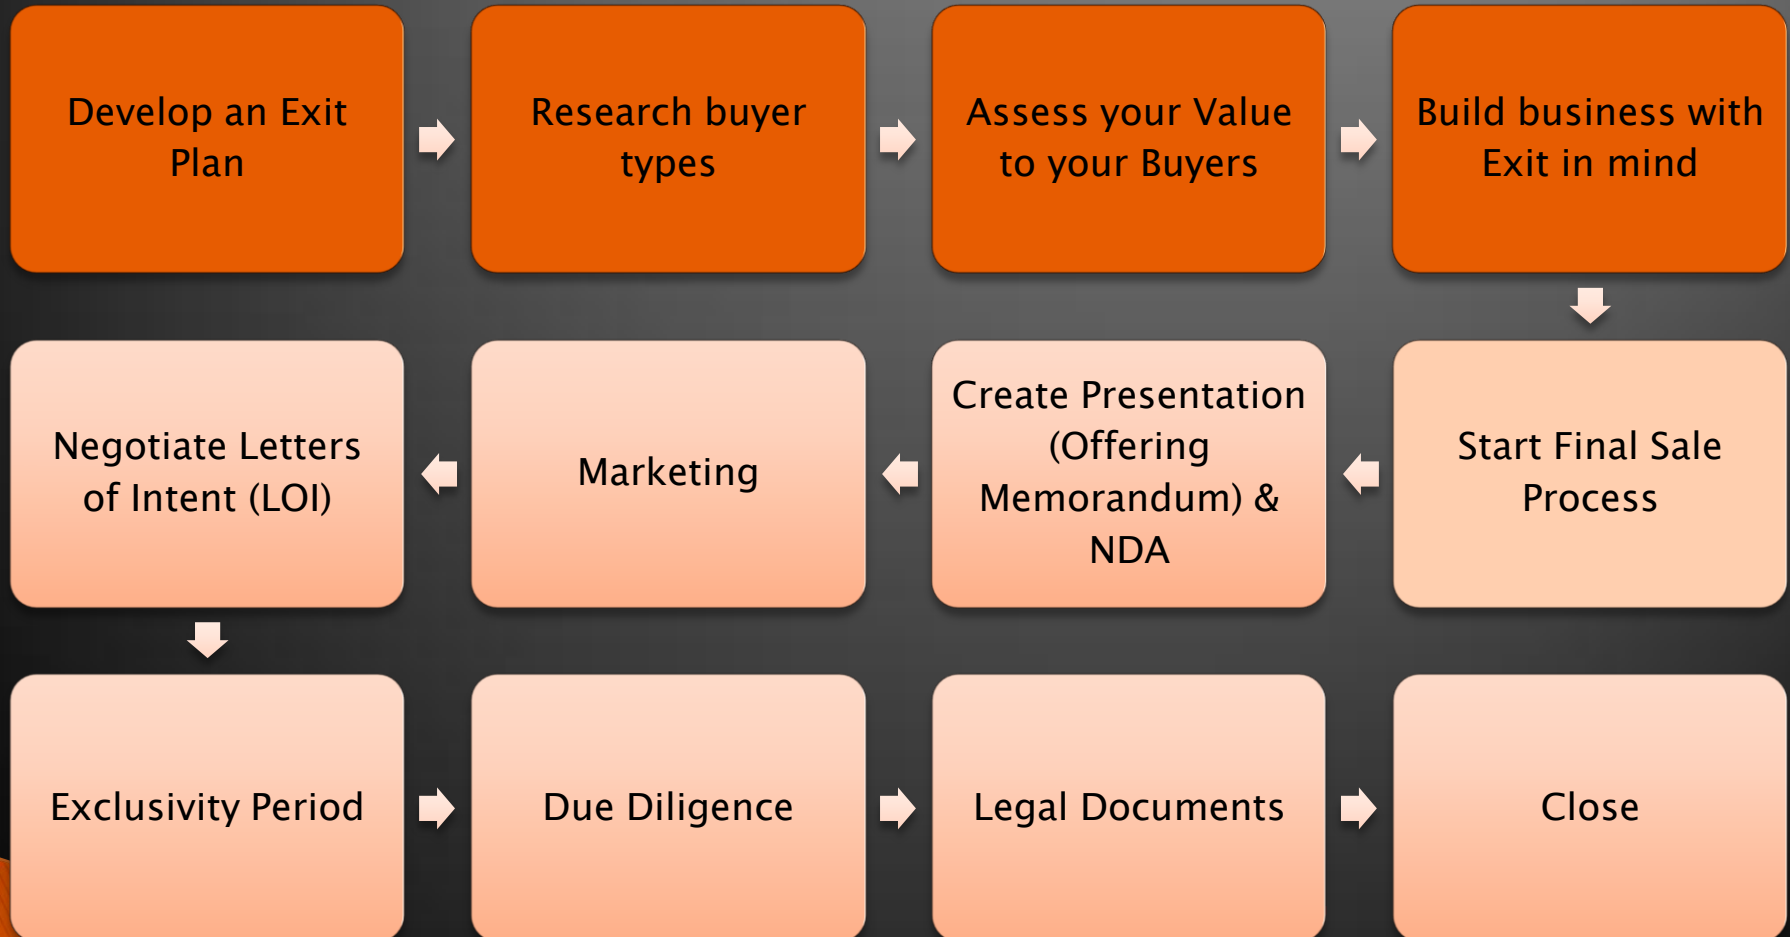 Develop an Exit
Plan
Research buyer
types
Assess your Value
to your Buyers
Build business with
Exit in mind
Start Final Sale
Process
Create Presentation
(Offering
Memorandum) &
NDA
Marketing
Negotiate Letters
of Intent (LOI)
Exclusivity Period
Due Diligence
Legal Documents
Close